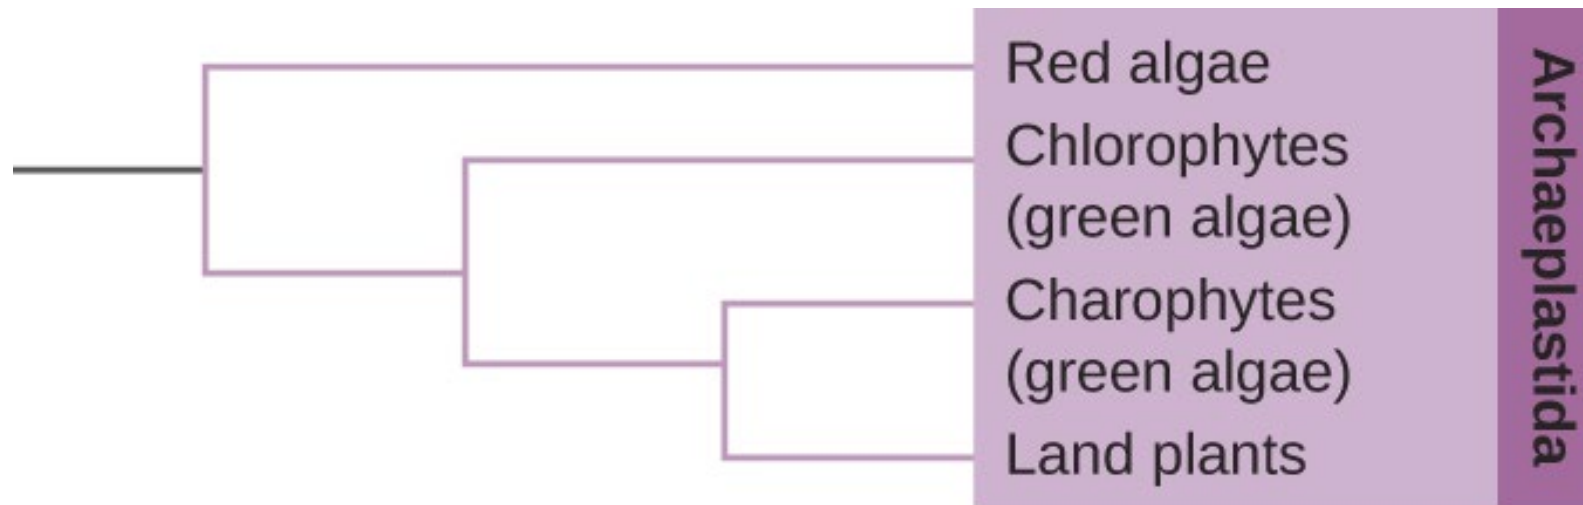 Red algae
Chlorophytes
(green algae)
Charophytes
(green algae)
Land plants
Archaeplastida